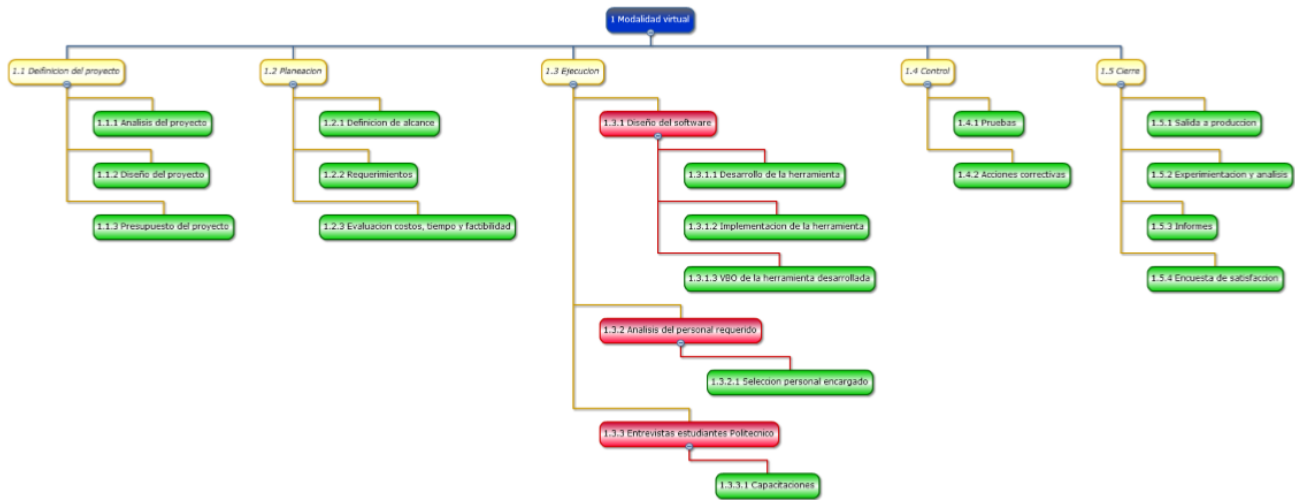 1 Modalidad virtual
1.1 Deifinicion del proyecto
1.1.1 Analisis del proyecto
1.1.2 Diseño del proyecto
1.1.3 Presupuesto del proyecto
1.2 Planeacion
1.2.1 Definicion de alcance
1.2.2 Requerimientos
1.2.3 Evaluacion costos, tiempo y factibilidad
1.3 Ejecucion
1.3.1 Diseño del software
1.3.1.1 Desarrollo de la herramienta
1.3.1.2 Implementacion de la herramienta
1.3.1.3 VBO de la herramienta desarrollada
1.3.2 Analisis del personal requerido
1.3.2.1 Seleccion personal encargado
1.3.3 Entrevistas estudiantes Politecnico
1.3.3.1 Capacitaciones
1.4 Control
1.4.1 Pruebas
1.4.2 Acciones correctivas
1.5 Cierre
1.5.1 Salida a produccion
1.5.2 Experimientacion y analisis
1.5.3 Informes
1.5.4 Encuesta de satisfaccion